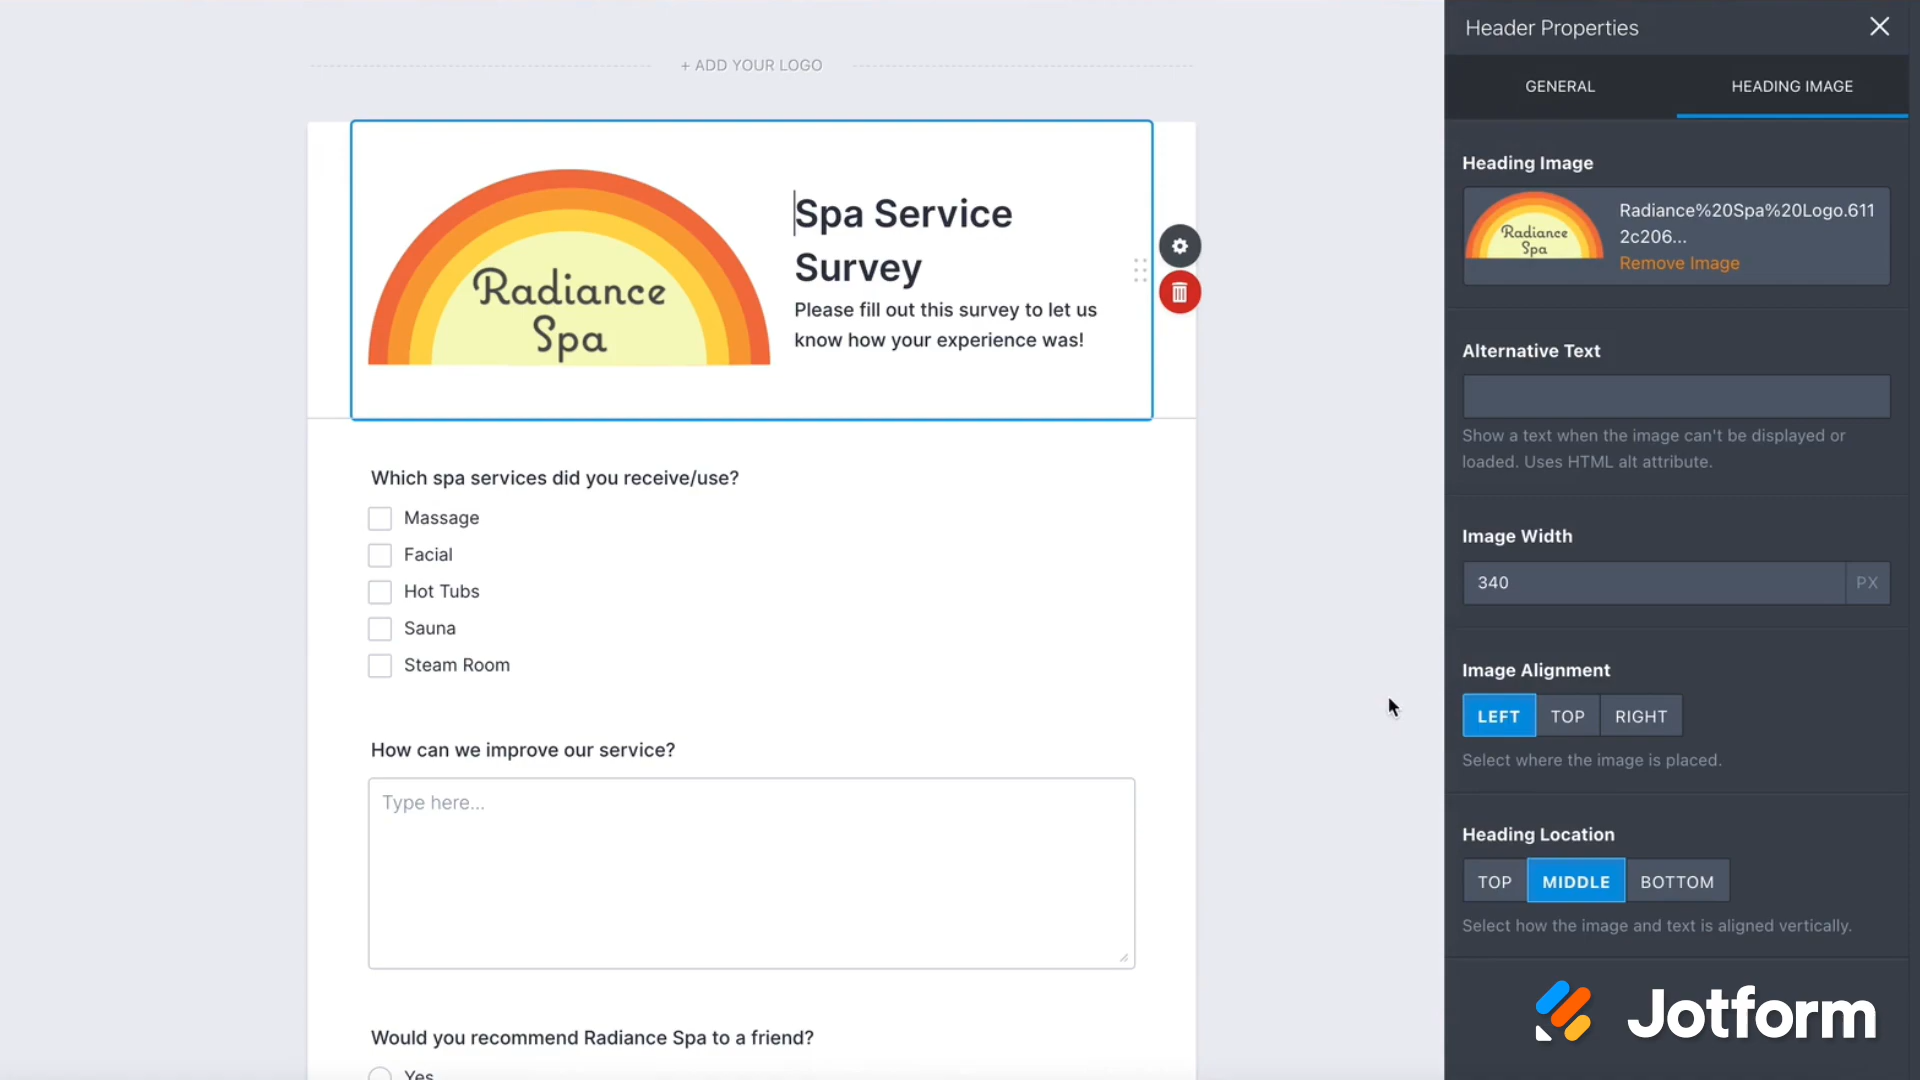 + ADD YOUR LOGO
Radiance
Spa
Spa Service
Survey
Please fill out this survey to let us
know how your experience was!
Which spa services did you receive/use?
Massage
Facial
Hot Tubs
Sauna
Steam Room
How can we improve our service?
Type here...
Would you recommend Radiance Spa to a friend?
Yes
Header Properties
GENERAL
HEADING IMAGE
Heading Image
Radiance
Spa
Radiance%20Spa%20Logo.611
2c206...
Remove Image
Alternative Text
Show a text when the image can't be displayed or
loaded. Uses HTML alt attribute.
Image Width
340
PX
Image Alignment
LEFT
TOP
RIGHT
Select where the image is placed.
Heading Location
TOP
MIDDLE
BOTTOM
Select how the image and text is aligned vertically.
Jotform